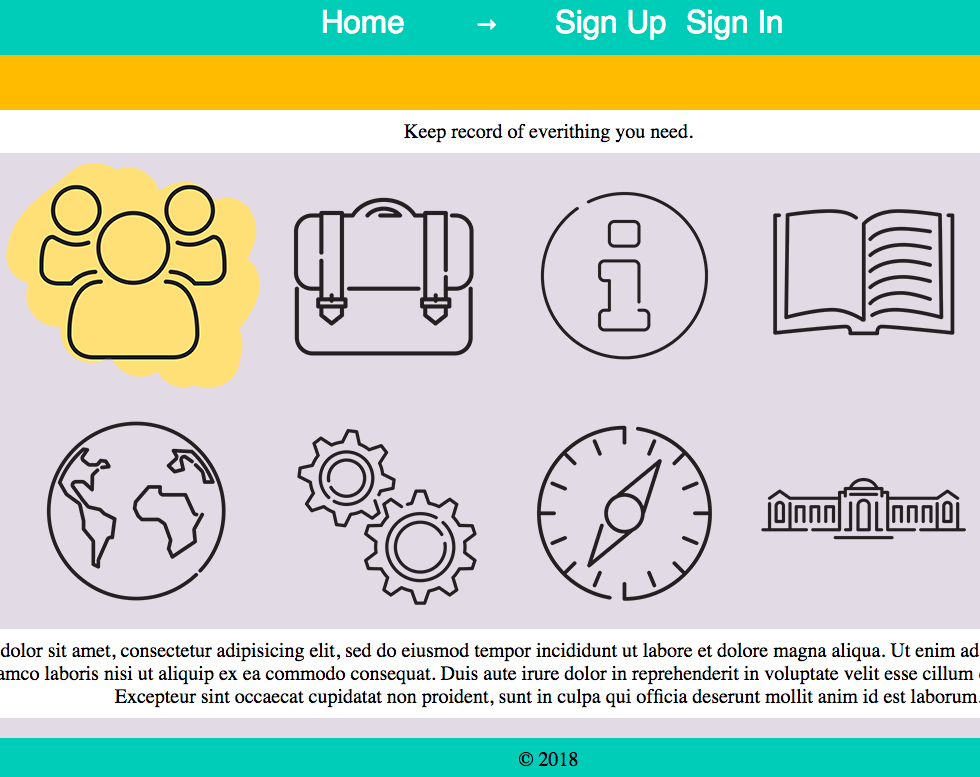 Home → Sign Up Sign In
Keep record of everithing you need.
dolor sit amet, consectetur adipisicing elit, sed do eiusmod tempor incididunt ut labore et dolore magna aliqua. Ut enim ad
amco laboris nisi ut aliquip ex ea commodo consequat. Duis aute irure dolor in reprehenderit in voluptate velit esse cillum
Excepteur sint occaecat cupidatat non proident, sunt in culpa qui officia deserunt mollit anim id est laborum.
© 2018